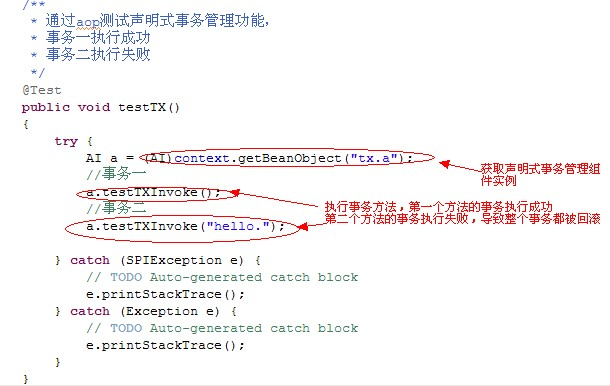 /**
* 通过aop测试声明式事务管理功能,
* 事务一执行成功
* 事务二执行失败
*/
@Test
public void testTX()
{
try {
AI a = (AI)context.getBeanObject("tx.a");
//事务一
获取声明式事务管理组
件实例
a.testTXInvoke();
//事务二
执行事务方法，第一个方法的事务执行成功
a.testTXInvoke("hello.");
第二个方法的事务执行失败，导致整个事务都被回滚
} catch (SPIException e) {
// TODO Auto-generated catch block
e.printStackTrace();
} catch (Exception e) {
// TODO Auto-generated catch block
e.printStackTrace();
}
}